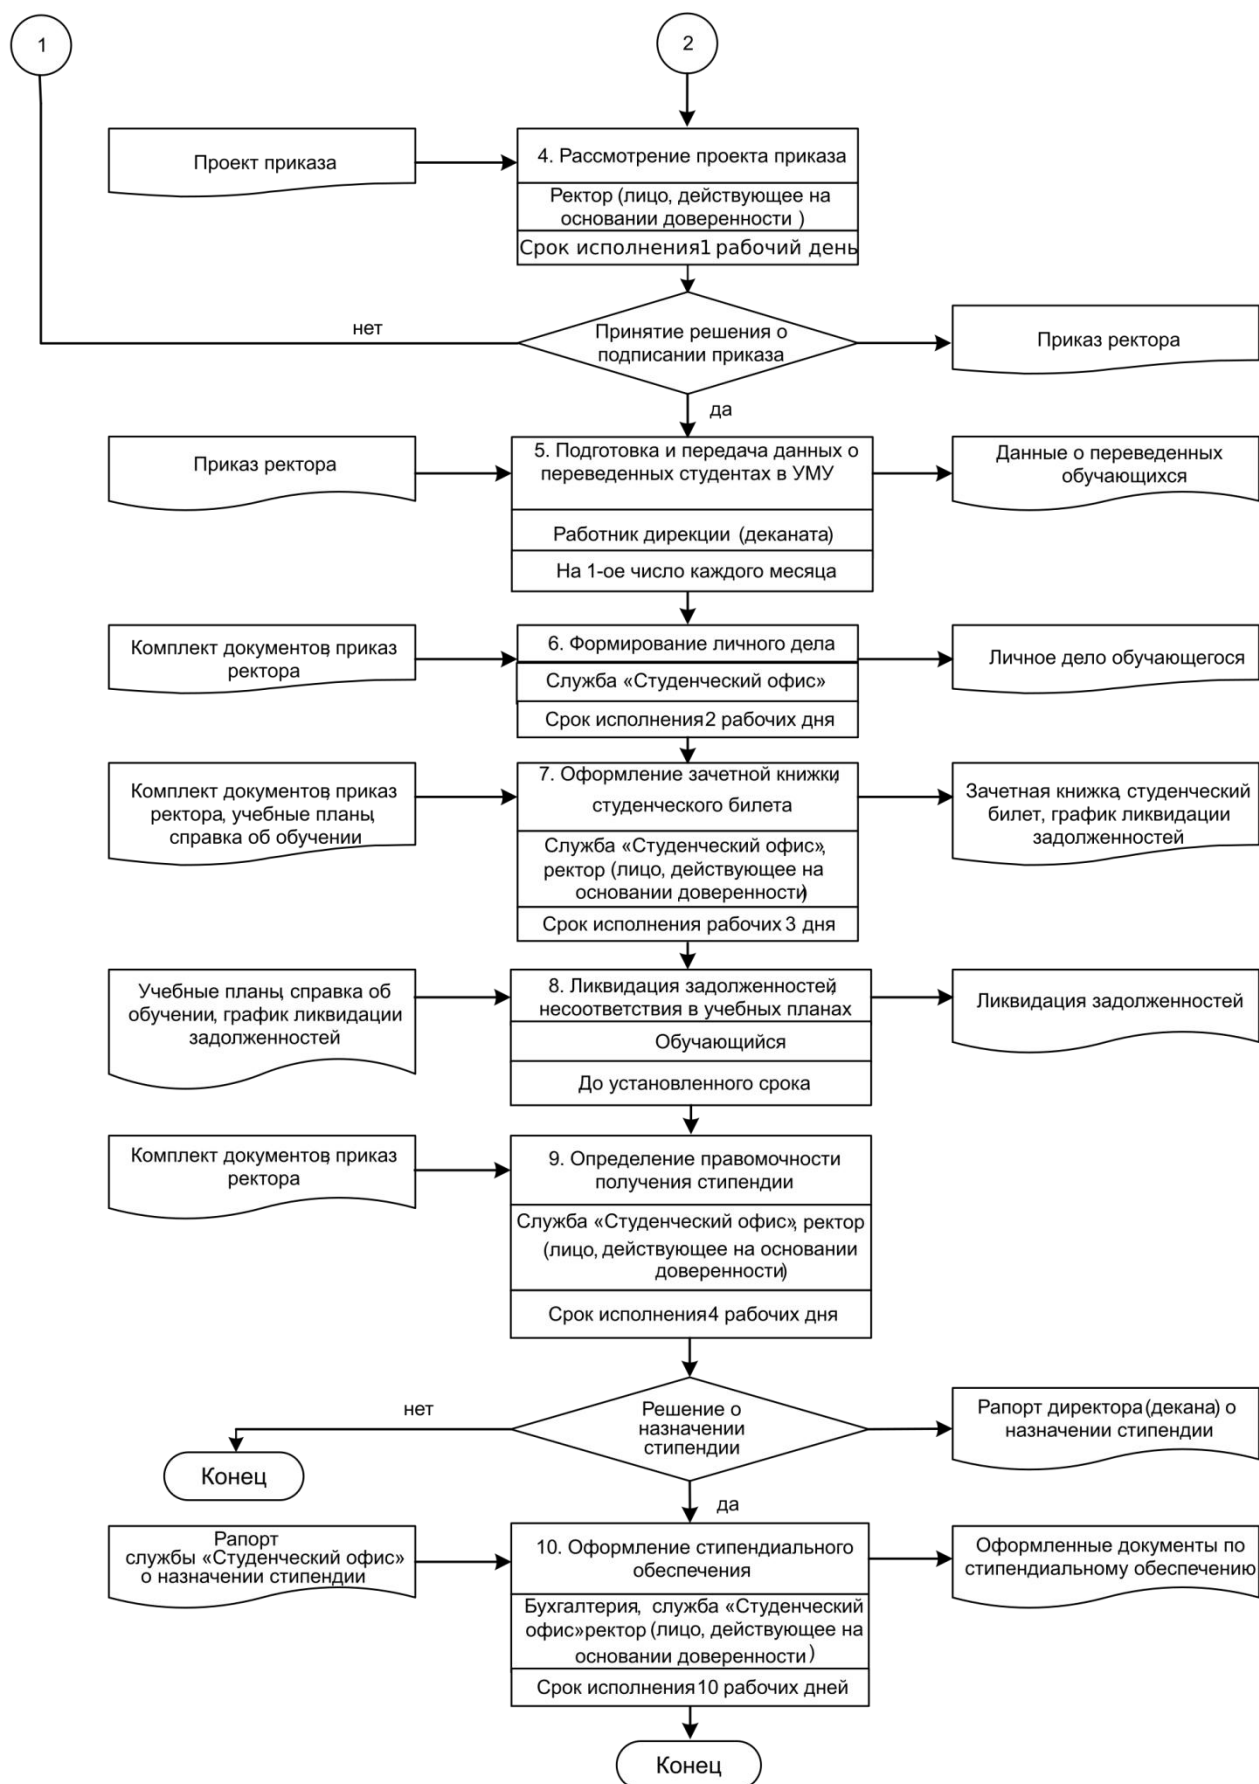 1
2
Проект приказа
4. Рассмотрение проекта приказа
Ректор (лицо, действующее на
основании доверенности )
Срок исполнения1 рабочий день
нет
Принятие решения о
подписании приказа
Приказ ректора
да
Приказ ректора
5. Подготовка и передача данных о
переведенных студентах в УМУ
Работник дирекции (деканата)
На 1-ое число каждого месяца
Данные о переведенных
обучающихся
Комплект документов, приказ
ректора
6. Формирование личного дела
Служба «Студенческий офис»
Срок исполнения 2 рабочих дня
Личное дело обучающегося
Комплект документов, приказ
ректора, учебные планы,
справка об обучении
7. Оформление зачетной книжки,
студенческого билета
Служба «Студенческий офис»,
ректор (лицо, действующее на
основании доверенности)
Срок исполнения рабочих 3 дня
Зачетная книжка, студенческий
билет, график ликвидации
задолженностей
Учебные планы, справка об
обучении, график ликвидации
задолженностей
8. Ликвидация задолженностей,
несоответствия в учебных планах
Обучающийся
До установленного срока
Ликвидация задолженностей
Комплект документов, приказ
ректора
9. Определение правомочности
получения стипендии
Служба «Студенческий офис», ректор
(лицо, действующее на основании
доверенности)
Срок исполнения 4 рабочих дня
нет
Решение о
назначении
стипендии
Рапорт директора (декана) о
назначении стипендии
Конец
да
Рапорт
службы «Студенческий офис»
о назначении стипендии
10. Оформление стипендиального
обеспечения
Бухгалтерия, служба «Студенческий
офис»ректор (лицо, действующее на
основании доверенности )
Срок исполнения 10 рабочих дней
Оформленные документы по
стипендиальному обеспечению
Конец